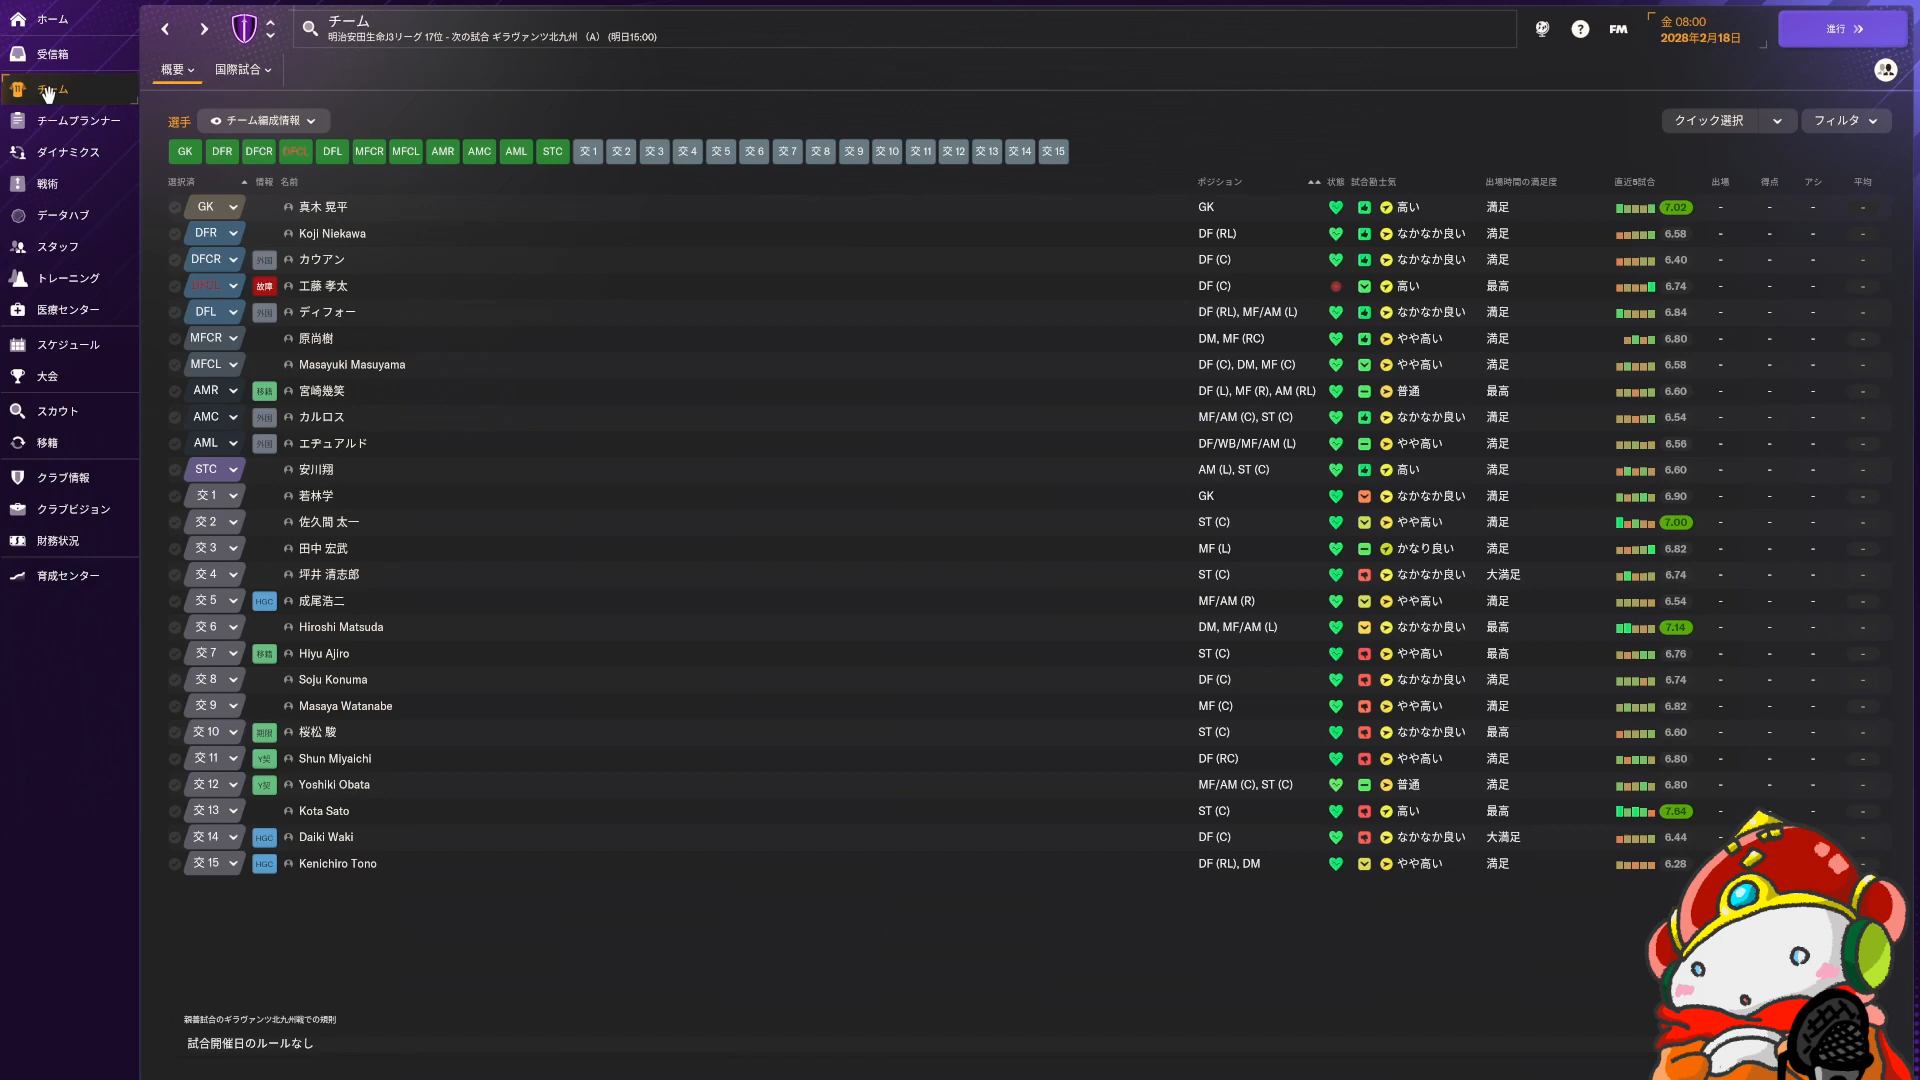 ホーム
受信箱
チーム
チームプランナー
ダイナミクス
戦術
データハブ
スタッフ
トレーニング
医療センター
スケジュール
大会
スカウト
移籍
クラブ情報
クラブビジョン
財務状況
育成センター
チーム
明治安田生命J3リーグ 17位 - 次の試合 ギラヴァンツ北九州 （A） (明日15:00)
FM
金 08:00
2028年2月18日
進行
概要 国際試合
選手 チーム編成情報 クイック選択 フィルタ
GK DFR DFCR DFCL DFL MFCR MFCL AMR AMC AML STC 交1 交2 交3 交4 交5 交6 交7 交8 交9 交10 交11 交12 交13 交14 交15
選択済 情報 名前 ポジション 状態 試合勘 士気 出場時間の満足度 直近5試合 出場 得点 アシ 平均
GK 真木 晃平 GK 高い 満足 7.02 - - - -
DFR Koji Niekawa DF (RL) なかなか良い 満足 6.58 - - - -
DFCR 外国 カウアン DF (C) なかなか良い 満足 6.40 - - - -
DFCL 故障 工藤 孝太 DF (C) 高い 最高 6.74 - - - -
DFL 外国 ディフォー DF (RL), MF/AM (L) なかなか良い 満足 6.84 - - - -
MFCR 原尚樹 DM, MF (RC) やや高い 満足 6.80 - - - -
MFCL Masayuki Masuyama DF (C), DM, MF (C) やや高い 満足 6.58 - - - -
AMR 移籍 宮崎幾笑 DF (L), MF (R), AM (RL) 普通 最高 6.60 - - - -
AMC 外国 カルロス MF/AM (C), ST (C) なかなか良い 満足 6.54 - - - -
AML 外国 エヂュアルド DF/WB/MF/AM (L) やや高い 満足 6.56 - - - -
STC 安川翔 AM (L), ST (C) 高い 満足 6.60 - - - -
交1 若林学 GK なかなか良い 満足 6.90 - - - -
交2 佐久間 太一 ST (C) やや高い 満足 7.00 - - - -
交3 田中 宏武 MF (L) かなり良い 満足 6.82 - - - -
交4 坪井 清志郎 ST (C) なかなか良い 大満足 6.74 - - - -
交5 HGC 成尾浩二 MF/AM (R) やや高い 満足 6.54 - - - -
交6 Hiroshi Matsuda DM, MF/AM (L) なかなか良い 最高 7.14 - - - -
交7 移籍 Hiyu Ajiro ST (C) やや高い 最高 6.76 - - - -
交8 Soju Konuma DF (C) なかなか良い 満足 6.74 - - - -
交9 Masaya Watanabe MF (C) やや高い 満足 6.82 - - - -
交10 期限 桜松 駿 ST (C) なかなか良い 最高 6.60 - - - -
交11 Y契 Shun Miyaichi DF (RC) やや高い 満足 6.80 - - - -
交12 Y契 Yoshiki Obata MF/AM (C), ST (C) 普通 満足 6.80 - - - -
交13 Kota Sato ST (C) 高い 最高 7.64 - - - -
交14 HGC Daiki Waki DF (C) なかなか良い 大満足 6.44 - - - -
交15 HGC Kenichiro Tono DF (RL), DM やや高い 満足 6.28 - - -
親善試合のギラヴァンツ北九州戦での規則
試合開催日のルールなし